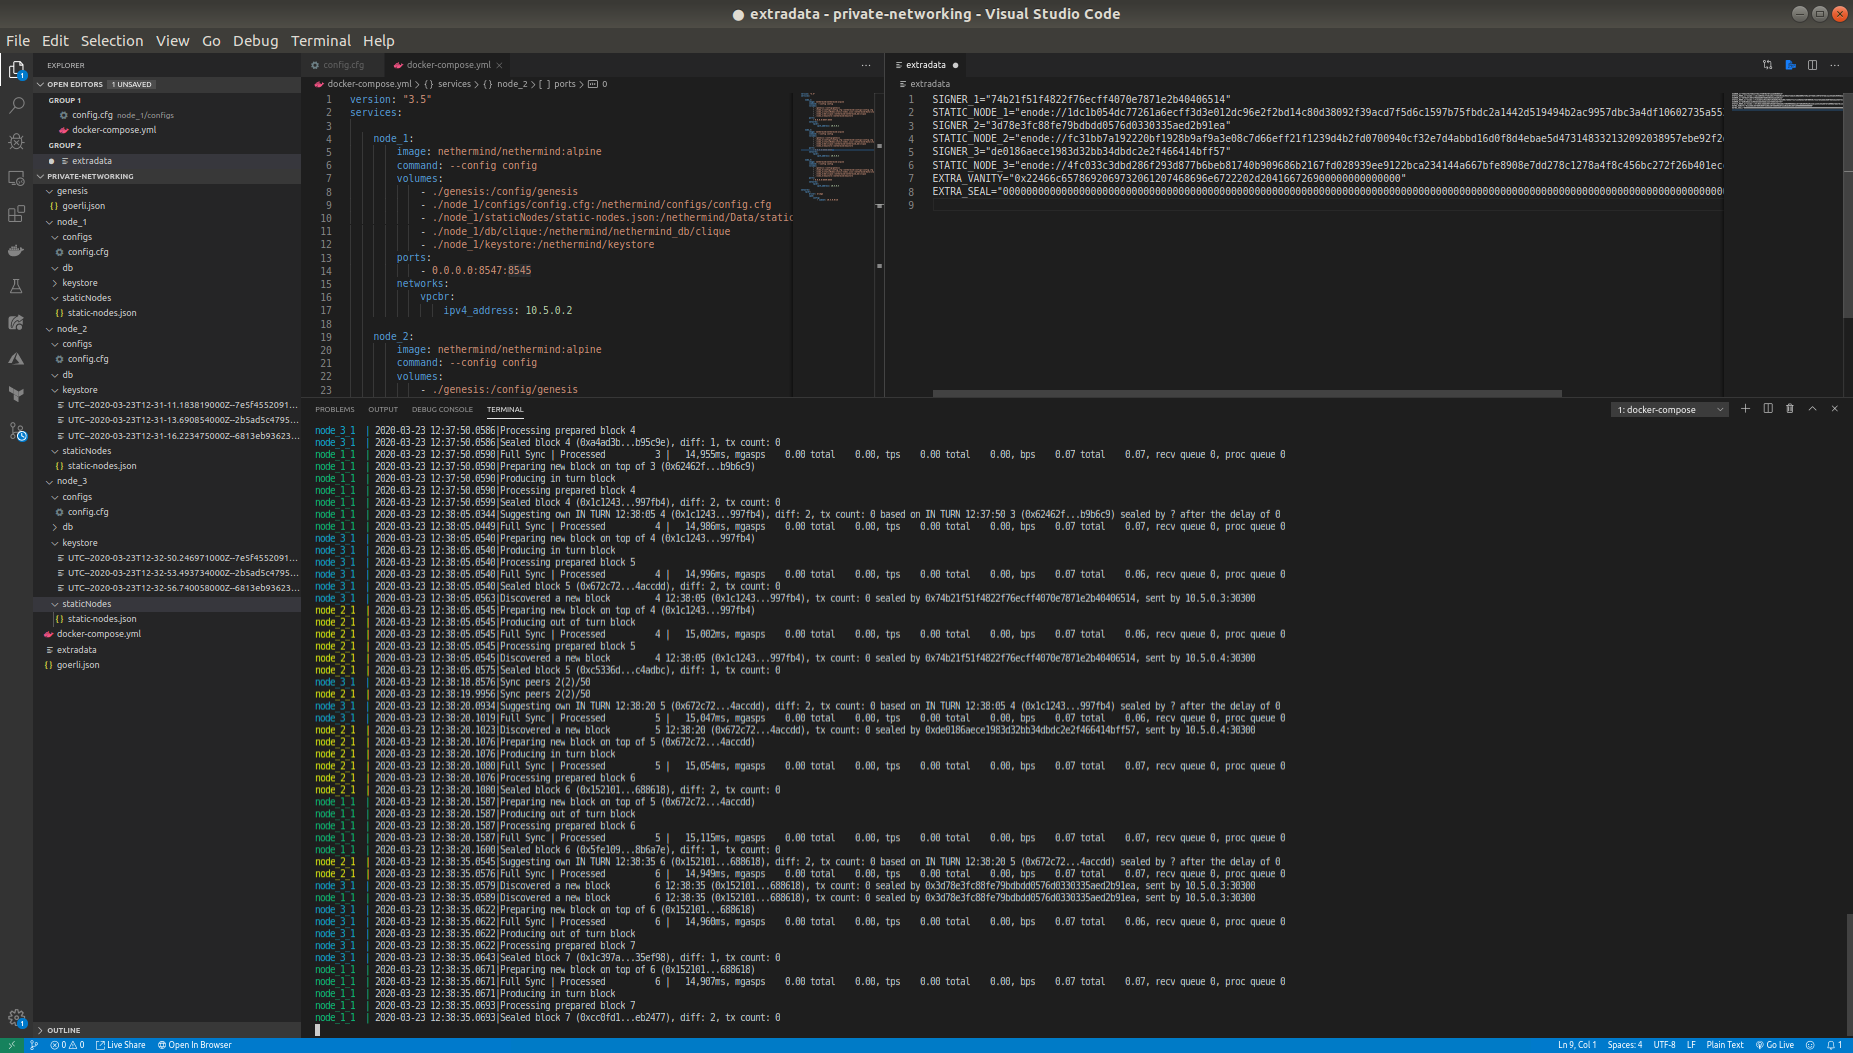 extradata - private-networking - Visual Studio Code
File Edit Selection View Go Debug Terminal Help
EXPLORER
OPEN EDITORS 1 UNSAVED
GROUP 1
config.cfg node_1/configs
docker-compose.yml
GROUP 2
extradata
PRIVATE-NETWORKING
genesis
goerli.json
node_1
configs
config.cfg
db
keystore
staticNodes
static-nodes.json
node_2
configs
config.cfg
db
keystore
UTC--2020-03-23T12-31-11.183819000Z--7e5f4552091...
UTC--2020-03-23T12-31-13.690854000Z--2b5ad5c4795...
UTC--2020-03-23T12-31-16.223475000Z--6813eb93623...
staticNodes
static-nodes.json
node_3
configs
config.cfg
db
keystore
UTC--2020-03-23T12-32-50.246971000Z--7e5f4552091...
UTC--2020-03-23T12-32-53.493734000Z--2b5ad5c4795...
UTC--2020-03-23T12-32-56.740058000Z--6813eb93623...
staticNodes
static-nodes.json
docker-compose.yml
extradata
goerli.json
OUTLINE
config.cfg docker-compose.yml
docker-compose.yml > {} services > {} node_2 > [ ] ports > 0
1 version: "3.5"
2 services:
3
4 node_1:
5 image: nethermind/nethermind:alpine
6 command: --config config
7 volumes:
8 - ./genesis:/config/genesis
9 - ./node_1/configs/config.cfg:/nethermind/configs/config.cfg
10 - ./node_1/staticNodes/static-nodes.json:/nethermind/Data/static
11 - ./node_1/db/clique:/nethermind/nethermind_db/clique
12 - ./node_1/keystore:/nethermind/keystore
13 ports:
14 - 0.0.0.0:8547:8545
15 networks:
16 vpcbr:
17 ipv4_address: 10.5.0.2
18
19 node_2:
20 image: nethermind/nethermind:alpine
21 command: --config config
22 volumes:
23 - ./genesis:/config/genesis
extradata
extradata
1 SIGNER_1="74b21f51f4822f76ecff4070e7871e2b40406514"
2
3 SIGNER_2="3d78e3fc88fe79bdbdd0576d0330335aed2b91ea"
4
5 SIGNER_3="de0186aece1983d32bb34dbdc2e2f466414bff57"
6
7
8
9
PROBLEMS OUTPUT DEBUG CONSOLE TERMINAL
1: docker-compose
node_3_1 | 2020-03-23 12:37:50.0586|Processing prepared block 4
node_3_1 | 2020-03-23 12:37:50.0586|Sealed block 4 (0xa4ad3b...b95c9e), diff: 1, tx count: 0
node_1_1 | 2020-03-23 12:37:50.0590|Full Sync | Processed 3 | 14,955ms, mgasps 0.00 total 0.00, tps 0.00 total 0.00, bps 0.07 total 0.07, recv queue 0, proc queue 0
node_1_1 | 2020-03-23 12:37:50.0590|Preparing new block on top of 3 (0x62462f...b9b6c9)
node_1_1 | 2020-03-23 12:37:50.0590|Producing in turn block
node_1_1 | 2020-03-23 12:37:50.0590|Processing prepared block 4
node_1_1 | 2020-03-23 12:37:50.0599|Sealed block 4 (0x1c1243...997fb4), diff: 2, tx count: 0
node_1_1 | 2020-03-23 12:38:05.0344|Suggesting own IN TURN 12:38:05 4 (0x1c1243...997fb4), diff: 2, tx count: 0 based on IN TURN 12:37:50 3 (0x62462f...b9b6c9) sealed by ? after the delay of 0
node_1_1 | 2020-03-23 12:38:05.0449|Full Sync | Processed 4 | 14,986ms, mgasps 0.00 total 0.00, tps 0.00 total 0.00, bps 0.07 total 0.07, recv queue 0, proc queue 0
node_3_1 | 2020-03-23 12:38:05.0540|Preparing new block on top of 4 (0x1c1243...997fb4)
node_3_1 | 2020-03-23 12:38:05.0540|Producing in turn block
node_3_1 | 2020-03-23 12:38:05.0540|Processing prepared block 5
node_3_1 | 2020-03-23 12:38:05.0540|Full Sync | Processed 4 | 14,996ms, mgasps 0.00 total 0.00, tps 0.00 total 0.00, bps 0.07 total 0.06, recv queue 0, proc queue 0
node_3_1 | 2020-03-23 12:38:05.0540|Sealed block 5 (0x672c72...4accdd), diff: 2, tx count: 0
node_3_1 | 2020-03-23 12:38:05.0563|Discovered a new block 4 12:38:05 (0x1c1243...997fb4), tx count: 0 sealed by 0x74b21f51f4822f76ecff4070e7871e2b40406514, sent by 10.5.0.3:30300
node_2_1 | 2020-03-23 12:38:05.0545|Preparing new block on top of 4 (0x1c1243...997fb4)
node_2_1 | 2020-03-23 12:38:05.0545|Producing out of turn block
node_2_1 | 2020-03-23 12:38:05.0545|Full Sync | Processed 4 | 15,002ms, mgasps 0.00 total 0.00, tps 0.00 total 0.00, bps 0.07 total 0.06, recv queue 0, proc queue 0
node_2_1 | 2020-03-23 12:38:05.0545|Processing prepared block 5
node_2_1 | 2020-03-23 12:38:05.0545|Discovered a new block 4 12:38:05 (0x1c1243...997fb4), tx count: 0 sealed by 0x74b21f51f4822f76ecff4070e7871e2b40406514, sent by 10.5.0.4:30300
node_2_1 | 2020-03-23 12:38:05.0575|Sealed block 5 (0xc5336d...c4adbc), diff: 1, tx count: 0
node_3_1 | 2020-03-23 12:38:18.8576|Sync peers 2(2)/50
node_2_1 | 2020-03-23 12:38:19.9956|Sync peers 2(2)/50
node_3_1 | 2020-03-23 12:38:20.0934|Suggesting own IN TURN 12:38:20 5 (0x672c72...4accdd), diff: 2, tx count: 0 based on IN TURN 12:38:05 4 (0x1c1243...997fb4) sealed by ? after the delay of 0
node_3_1 | 2020-03-23 12:38:20.1019|Full Sync | Processed 5 | 15,047ms, mgasps 0.00 total 0.00, tps 0.00 total 0.00, bps 0.07 total 0.06, recv queue 0, proc queue 0
node_2_1 | 2020-03-23 12:38:20.1023|Discovered a new block 5 12:38:20 (0x672c72...4accdd), tx count: 0 sealed by 0xde0186aece1983d32bb34dbdc2e2f466414bff57, sent by 10.5.0.4:30300
node_2_1 | 2020-03-23 12:38:20.1076|Preparing new block on top of 5 (0x672c72...4accdd)
node_2_1 | 2020-03-23 12:38:20.1076|Producing in turn block
node_2_1 | 2020-03-23 12:38:20.1080|Full Sync | Processed 5 | 15,054ms, mgasps 0.00 total 0.00, tps 0.00 total 0.00, bps 0.07 total 0.07, recv queue 0, proc queue 0
node_2_1 | 2020-03-23 12:38:20.1076|Processing prepared block 6
node_2_1 | 2020-03-23 12:38:20.1080|Sealed block 6 (0x152101...688618), diff: 2, tx count: 0
node_1_1 | 2020-03-23 12:38:20.1587|Preparing new block on top of 5 (0x672c72...4accdd)
node_1_1 | 2020-03-23 12:38:20.1587|Producing out of turn block
node_1_1 | 2020-03-23 12:38:20.1587|Processing prepared block 6
node_1_1 | 2020-03-23 12:38:20.1587|Full Sync | Processed 5 | 15,115ms, mgasps 0.00 total 0.00, tps 0.00 total 0.00, bps 0.07 total 0.07, recv queue 0, proc queue 0
node_1_1 | 2020-03-23 12:38:20.1600|Sealed block 6 (0x5fe109...8b6a7e), diff: 1, tx count: 0
node_2_1 | 2020-03-23 12:38:35.0545|Suggesting own IN TURN 12:38:35 6 (0x152101...688618), diff: 2, tx count: 0 based on IN TURN 12:38:20 5 (0x672c72...4accdd) sealed by ? after the delay of 0
node_2_1 | 2020-03-23 12:38:35.0576|Full Sync | Processed 6 | 14,949ms, mgasps 0.00 total 0.00, tps 0.00 total 0.00, bps 0.07 total 0.07, recv queue 0, proc queue 0
node_3_1 | 2020-03-23 12:38:35.0579|Discovered a new block 6 12:38:35 (0x152101...688618), tx count: 0 sealed by 0x3d78e3fc88fe79bdbdd0576d0330335aed2b91ea, sent by 10.5.0.3:30300
node_1_1 | 2020-03-23 12:38:35.0589|Discovered a new block 6 12:38:35 (0x152101...688618), tx count: 0 sealed by 0x3d78e3fc88fe79bdbdd0576d0330335aed2b91ea, sent by 10.5.0.3:30300
node_3_1 | 2020-03-23 12:38:35.0622|Preparing new block on top of 6 (0x152101...688618)
node_3_1 | 2020-03-23 12:38:35.0622|Full Sync | Processed 6 | 14,960ms, mgasps 0.00 total 0.00, tps 0.00 total 0.00, bps 0.07 total 0.06, recv queue 0, proc queue 0
node_3_1 | 2020-03-23 12:38:35.0622|Producing out of turn block
node_3_1 | 2020-03-23 12:38:35.0622|Processing prepared block 7
node_3_1 | 2020-03-23 12:38:35.0643|Sealed block 7 (0x1c397a...35ef98), diff: 1, tx count: 0
node_1_1 | 2020-03-23 12:38:35.0671|Preparing new block on top of 6 (0x152101...688618)
node_1_1 | 2020-03-23 12:38:35.0671|Full Sync | Processed 6 | 14,907ms, mgasps 0.00 total 0.00, tps 0.00 total 0.00, bps 0.07 total 0.07, recv queue 0, proc queue 0
node_1_1 | 2020-03-23 12:38:35.0671|Producing in turn block
node_1_1 | 2020-03-23 12:38:35.0693|Processing prepared block 7
node_1_1 | 2020-03-23 12:38:35.0693|Sealed block 7 (0xcc0fd1...eb2477), diff: 2, tx count: 0
0 0 Live Share Open In Browser Ln 9, Col 1 Spaces: 4 UTF-8 LF Plain Text Go Live 1